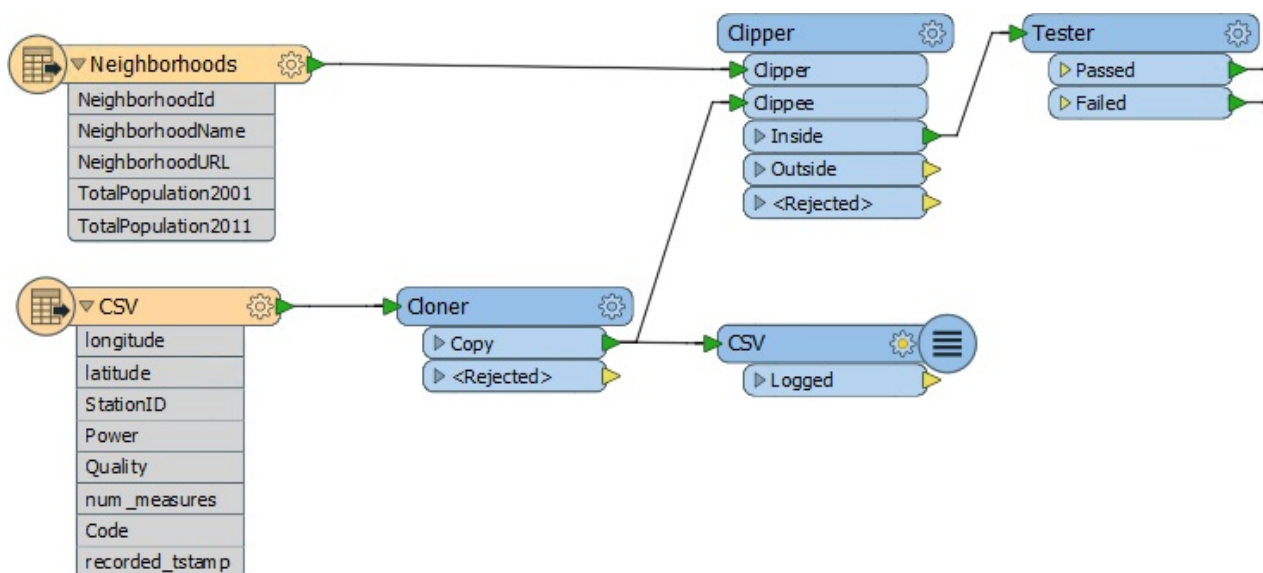 Neighborhoods
NeighborhoodId
NeighborhoodName
NeighborhoodURL
TotalPopulation2001
TotalPopulation2011
Clipper
Clipper
Clippee
Inside
Outside
<Rejected>
Tester
Passed
Failed
CSV
longitude
latitude
StationID
Power
Quality
num_measures
Code
recorded_tstamp
Cloner
Copy
<Rejected>
CSV
Logged